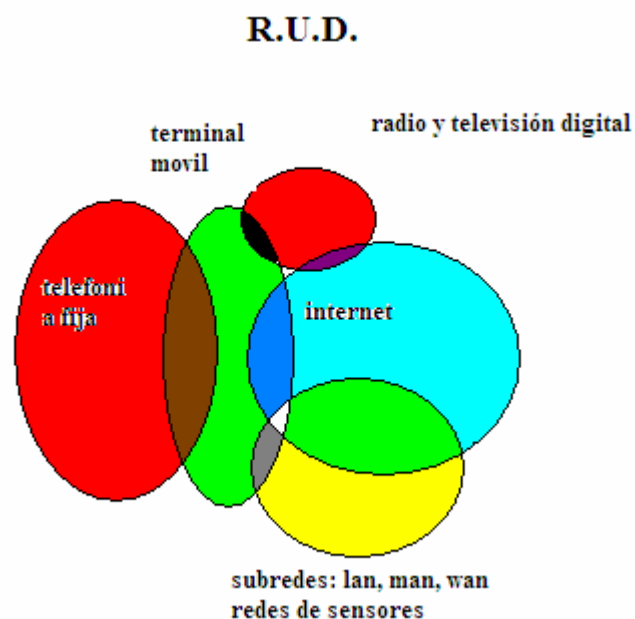 R.U.D.
terminal
movil
radio y televisión digital
telefoni
a fija
internet
subredes: lan, man, wan
redes de sensores